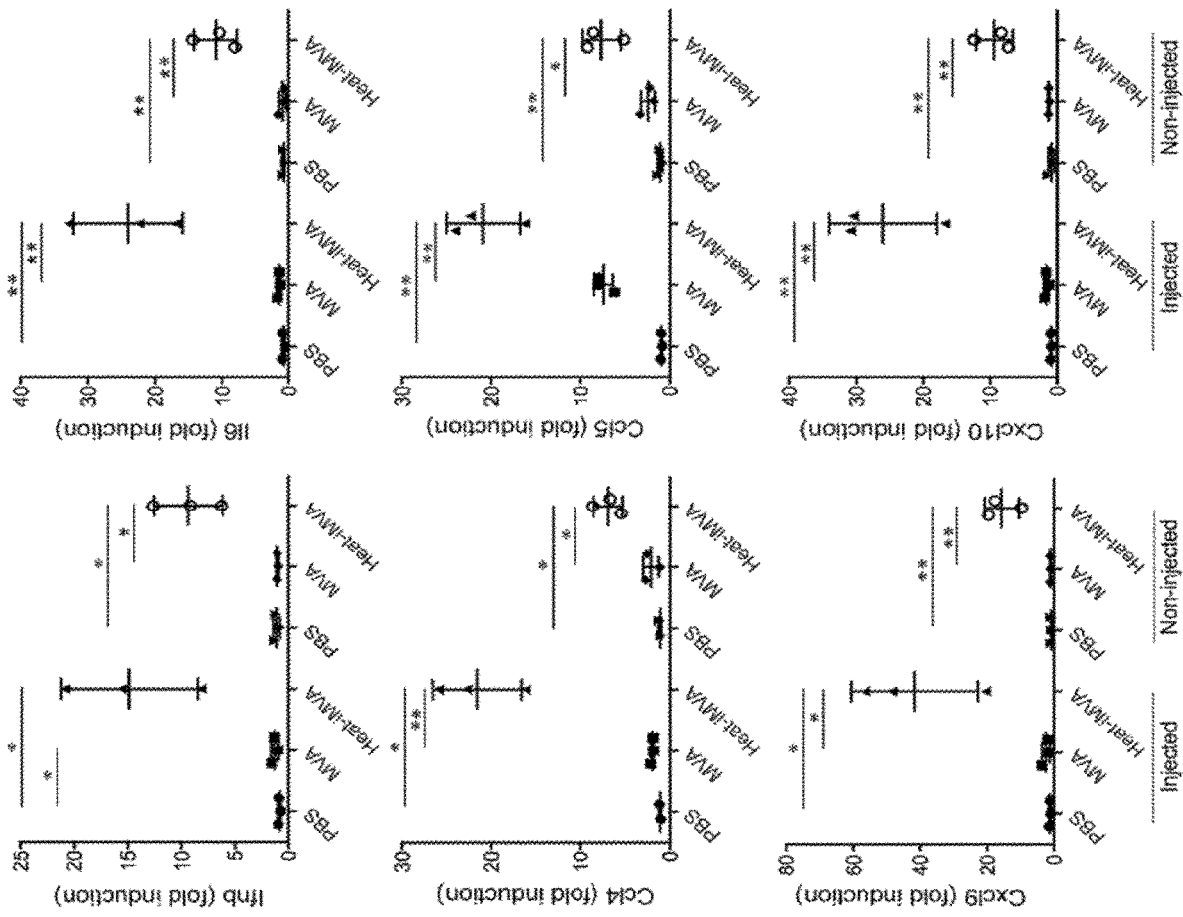 Ifnb (fold induction)
25
20
15
10
5
0
*
*
*
*
PBS
MVA
Heat-iMVA
PBS
MVA
Heat-iMVA
Il6 (fold induction)
40
30
20
10
0
**
**
**
**
PBS
MVA
Heat-iMVA
PBS
MVA
Heat-iMVA
Ccl4 (fold induction)
30
20
10
0
*
**
*
*
PBS
MVA
Heat-iMVA
PBS
MVA
Heat-iMVA
Ccl5 (fold induction)
30
20
10
0
**
**
**
*
PBS
MVA
Heat-iMVA
PBS
MVA
Heat-iMVA
Cxcl9 (fold induction)
80
60
40
20
0
*
*
**
**
PBS
MVA
Heat-iMVA
PBS
MVA
Heat-iMVA
Injected
Non-injected
Cxcl10 (fold induction)
40
30
20
10
0
**
**
**
**
PBS
MVA
Heat-iMVA
PBS
MVA
Heat-iMVA
Injected
Non-injected